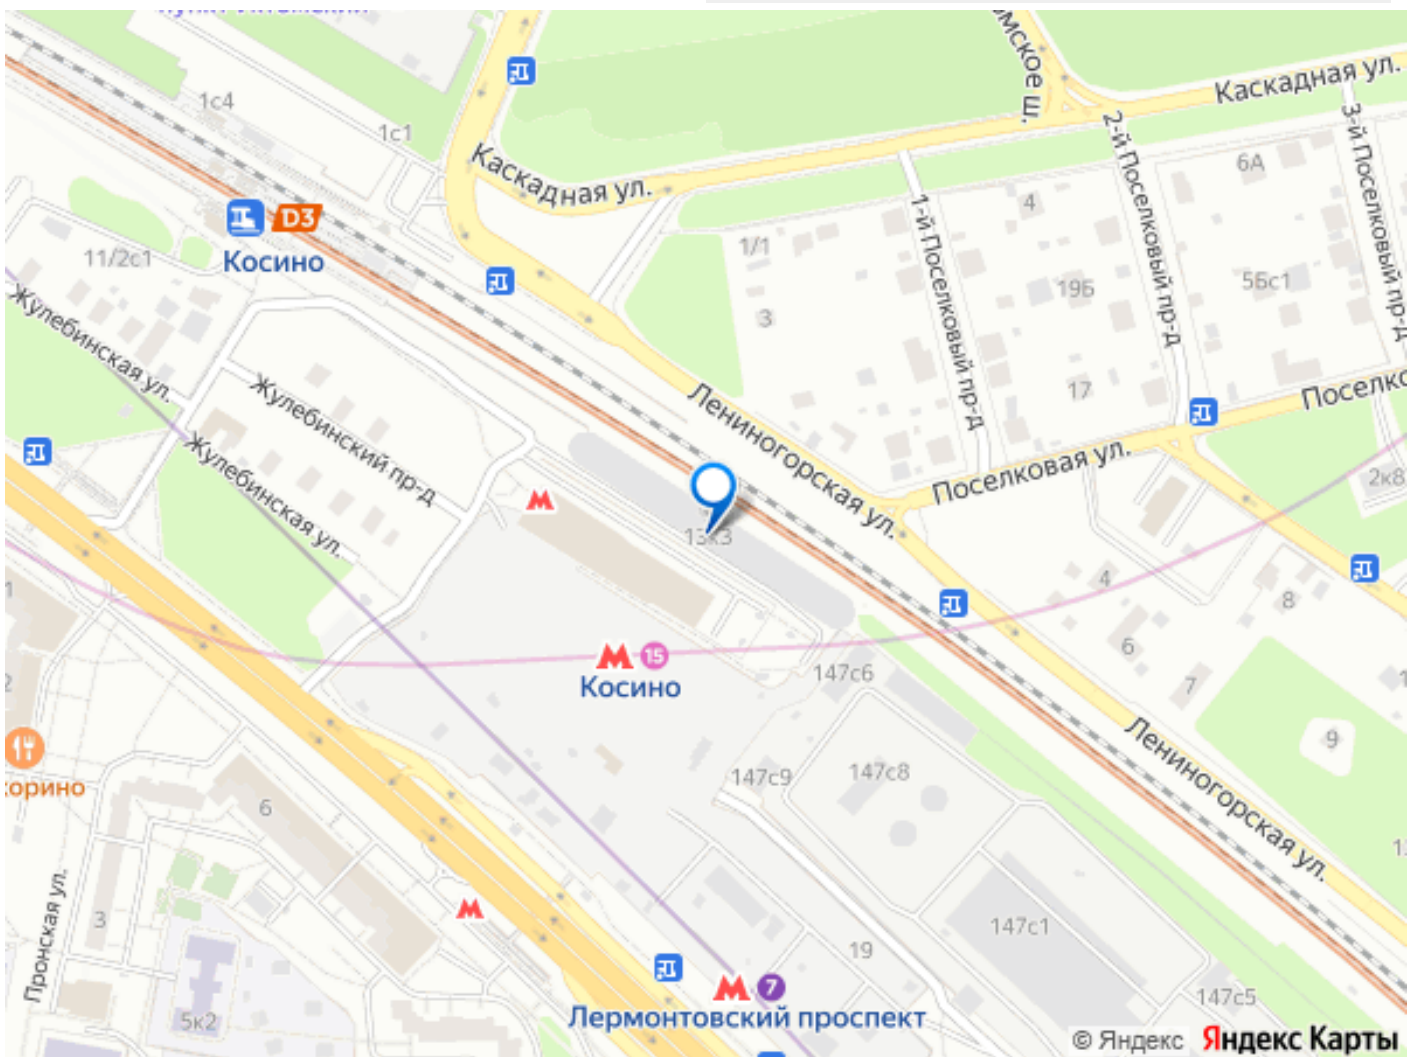 1с4
1с1
Каскадная ул.
Каскадная ул.
2-й Поселковый пр-д
3-й Поселковый пр-д
6А
D3
Косино
11/2с1
1-й Поселковый пр-д
4
1/1
3
19Б
5Бс1
17
Жулебинская ул.
Жулебинский пр-д
Жулебинская ул.
Лениногорская ул.
Поселковая ул.
2к8
13к3
М
4
8
6
7
9
М 15
Косино
147с6
147с9
147с8
Лениногорская ул.
6
3
Пронская ул.
М
147с1
19
147с5
5к2
М 7
Лермонтовский проспект
© Яндекс Яндекс Карты